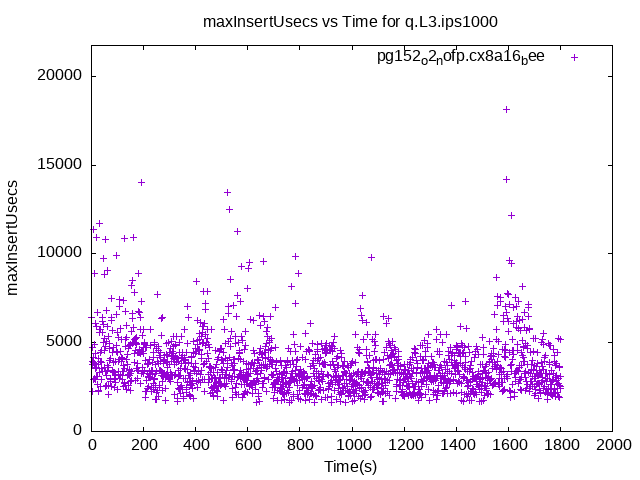 maxInsertUsecs vs Time for q.L3.ips1000
pg152o2nofp.cx8a16bee
20000
15000
10000
5000
0
maxInsertUsecs
0 200 400 600 800 1000 1200 1400 1600 1800 2000
Time(s)